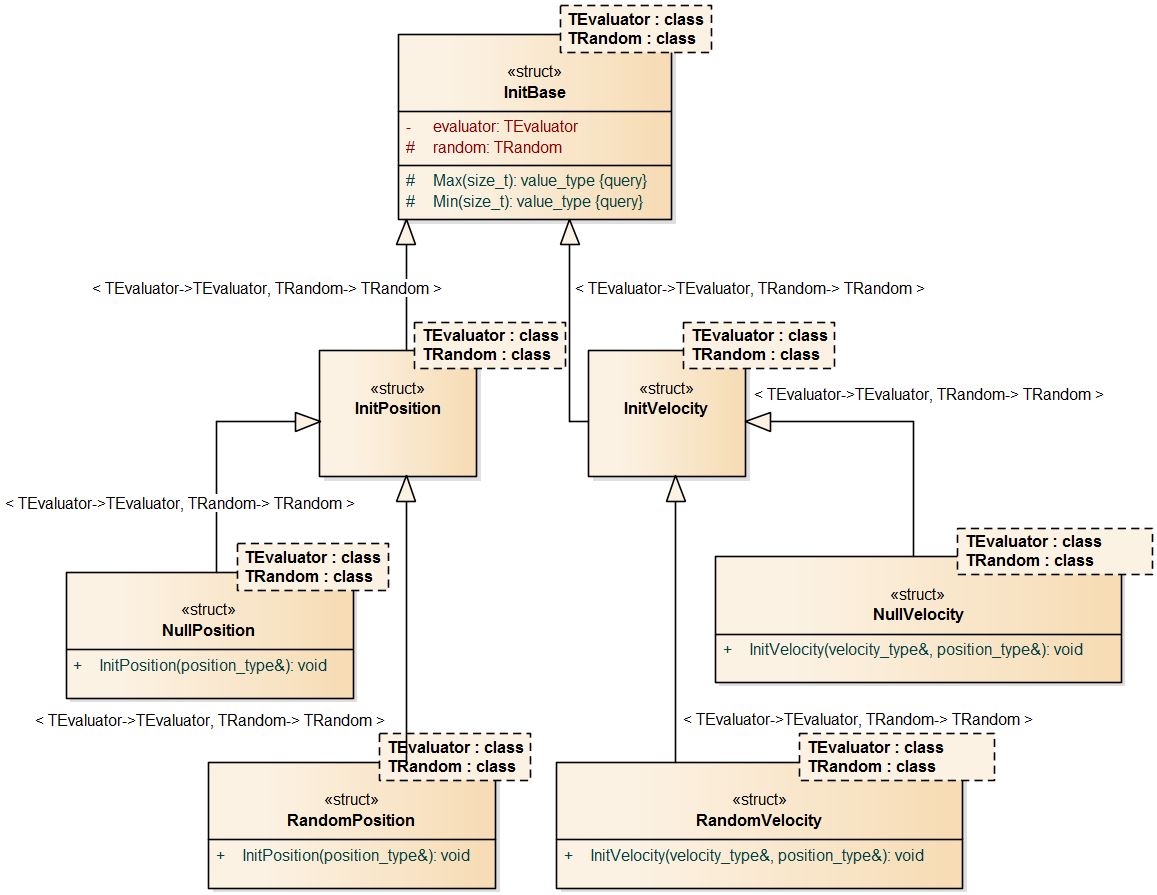 TEvaluator : class
TRandom : class
«struct»
InitBase
- evaluator: TEvaluator
# random: TRandom
# Max(size_t): value_type {query}
# Min(size_t): value_type {query}
< TEvaluator->TEvaluator, TRandom-> TRandom >
< TEvaluator->TEvaluator, TRandom-> TRandom >
TEvaluator : class
TRandom : class
«struct»
InitPosition
TEvaluator : class
TRandom : class
«struct»
InitVelocity
< TEvaluator->TEvaluator, TRandom-> TRandom >
< TEvaluator->TEvaluator, TRandom-> TRandom >
TEvaluator : class
TRandom : class
«struct»
NullPosition
+ InitPosition(position_type&): void
TEvaluator : class
TRandom : class
«struct»
NullVelocity
+ InitVelocity(velocity_type&, position_type&): void
< TEvaluator->TEvaluator, TRandom-> TRandom >
< TEvaluator->TEvaluator, TRandom-> TRandom >
TEvaluator : class
TRandom : class
«struct»
RandomPosition
+ InitPosition(position_type&): void
TEvaluator : class
TRandom : class
«struct»
RandomVelocity
+ InitVelocity(velocity_type&, position_type&): void